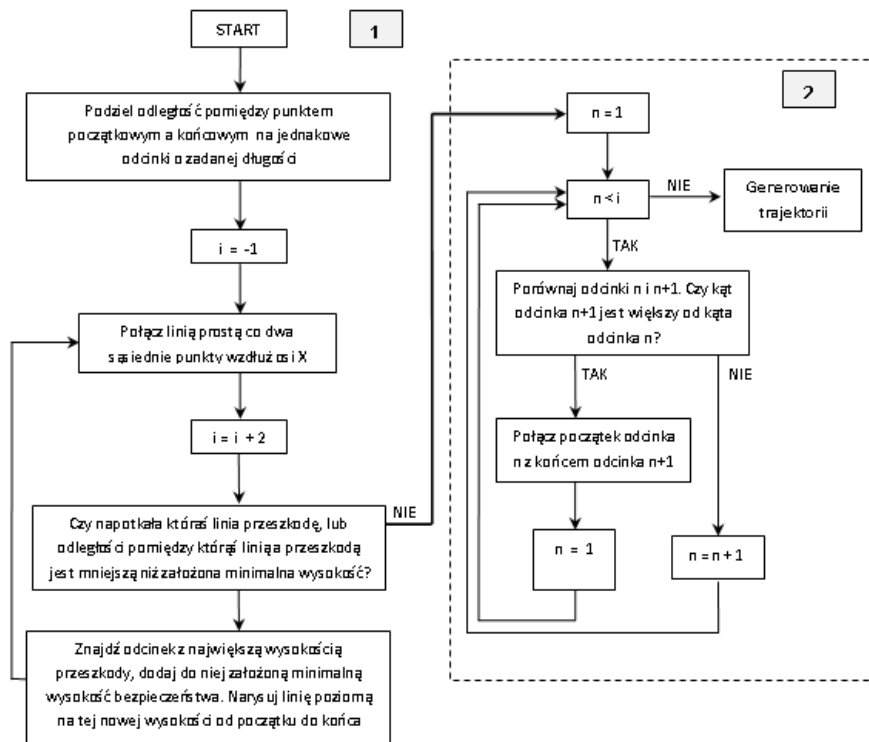 START
1
Podziel odległość pomiędzy punktem
początkowym a końcowym na jednakowe
odcinki o zadanej długości
i = -1
Połącz linią prostą co dwa
sąsiednie punkty wzdłuż osi X
i = i + 2
Czy napotkała któraś linia przeszkodę, lub
odległości pomiędzy którąś linią a przeszkodą
jest mniejszą niż założona minimalna wysokość?
NIE
Znajdź odcinek z największą wysokością
przeszkody, dodaj do niej założoną minimalną
wysokość bezpieczeństwa. Narysuj linię poziomą
na tej nowej wysokości od początku do końca
2
n = 1
n < i
NIE
Generowanie
trajektorii
TAK
Porównaj odcinki n i n+1. Czy kąt
odcinka n+1 jest większy od kąta
odcinka n?
TAK
NIE
Połącz początek odcinka
n z końcem odcinka n+1
n = 1
n = n + 1